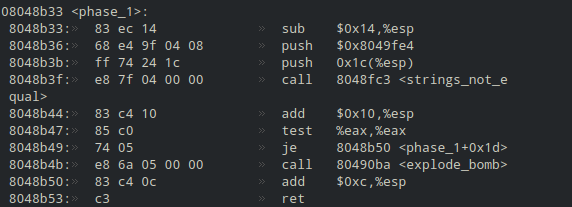 08048b33 <phase_1>:
8048b33:» 83 ec 14 » sub $0x14,%esp
8048b36:» 68 e4 9f 04 08 » push $0x8049fe4
8048b3b:» ff 74 24 1c » push 0x1c(%esp)
8048b3f:» e8 7f 04 00 00 » call 8048fc3 <strings_not_e
qual>
8048b44:» 83 c4 10 » add $0x10,%esp
8048b47:» 85 c0 » test %eax,%eax
8048b49:» 74 05 » je 8048b50 <phase_1+0x1d>
8048b4b:» e8 6a 05 00 00 » call 80490ba <explode_bomb>
8048b50:» 83 c4 0c » add $0xc,%esp
8048b53:» c3 » ret